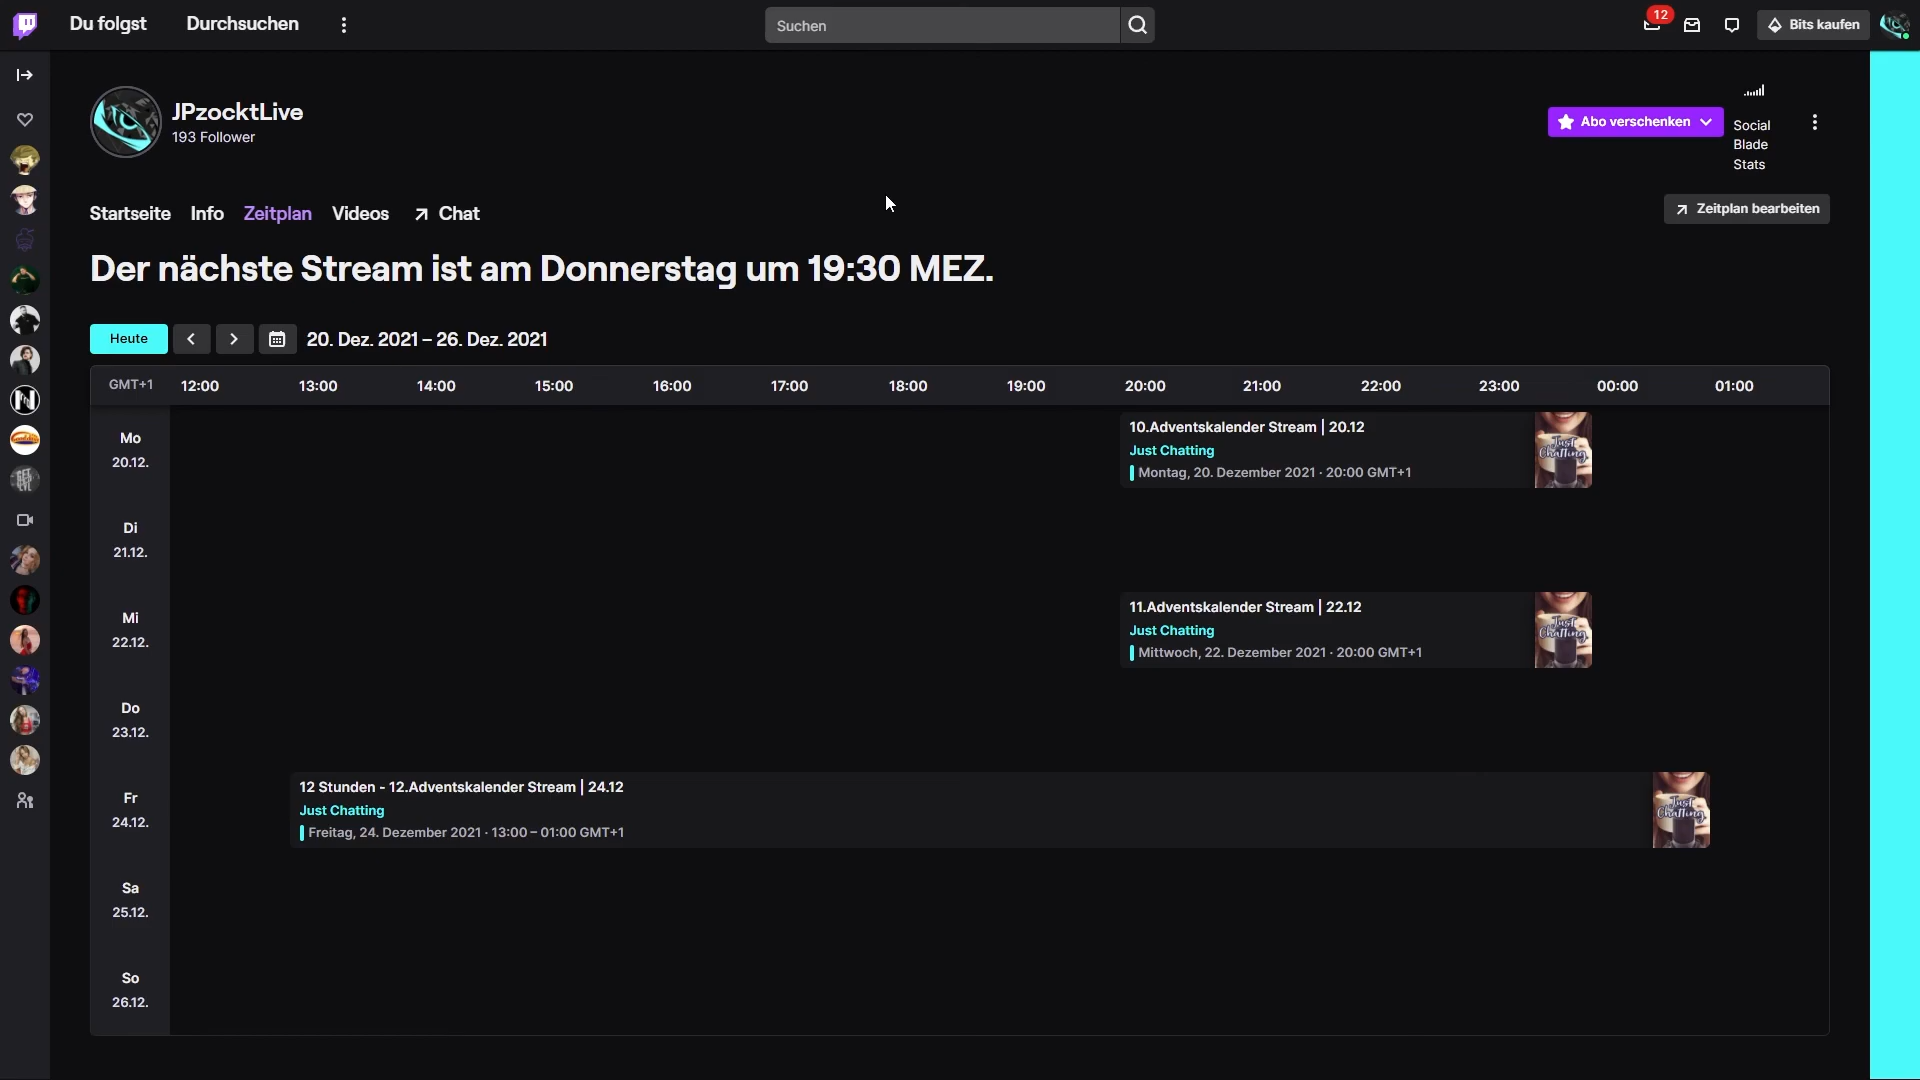 Du folgst
Durchsuchen
Suchen
12
Bits kaufen
JPzocktLive
193 Follower
Abo verschenken
Social
Blade
Stats
Startseite
Info
Zeitplan
Videos
Chat
Zeitplan bearbeiten
Der nächste Stream ist am Donnerstag um 19:30 MEZ.
Heute
20. Dez. 2021 – 26. Dez. 2021
GMT+1 12:00 13:00 14:00 15:00 16:00 17:00 18:00 19:00 20:00 21:00 22:00 23:00 00:00 01:00
Mo
20.12.
10.Adventskalender Stream | 20.12
Just Chatting
Montag, 20. Dezember 2021 · 20:00 GMT+1
Just
Chatting
Di
21.12.
Mi
22.12.
11.Adventskalender Stream | 22.12
Just Chatting
Mittwoch, 22. Dezember 2021 · 20:00 GMT+1
Just
Chatting
Do
23.12.
Fr
24.12.
12 Stunden - 12.Adventskalender Stream | 24.12
Just Chatting
Freitag, 24. Dezember 2021 · 13:00 – 01:00 GMT+1
Just
Chatting
Sa
25.12.
So
26.12.